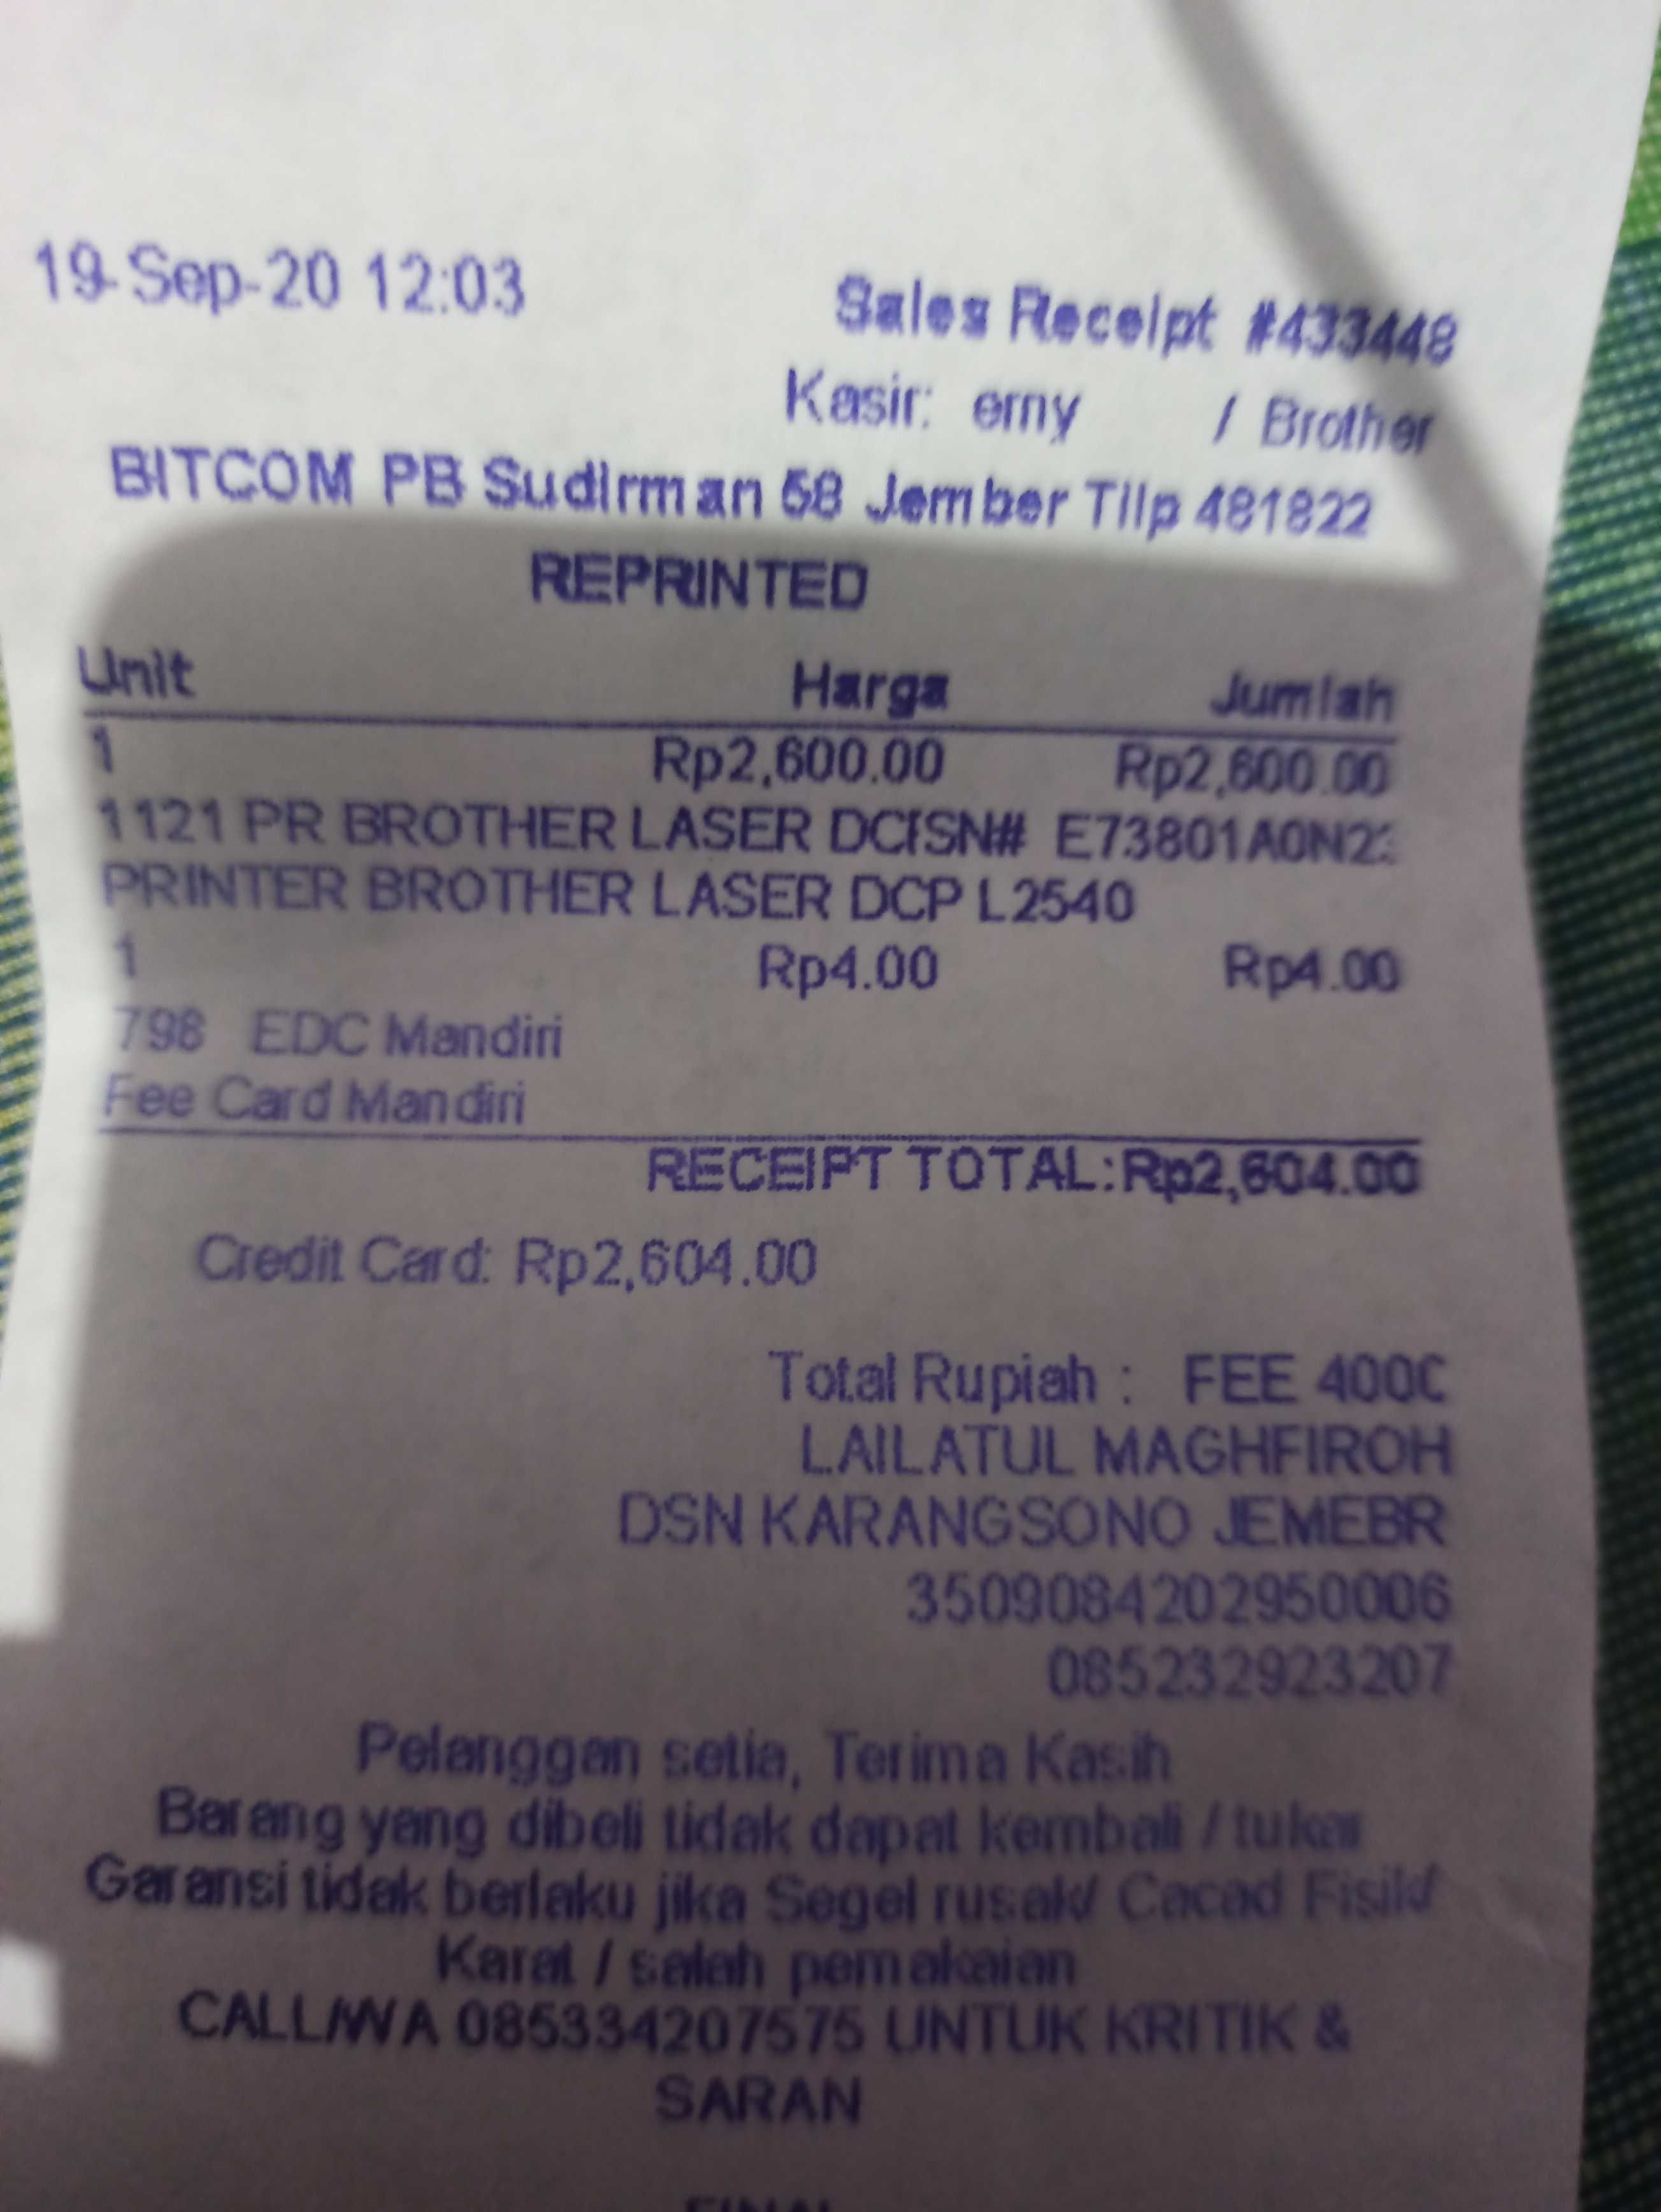 19-Sep-20 12:03
Sales Receipt #433448
Kasir: erny / Brother
BITCOM PB Sudirman 58 Jember Tllp 481822
REPRINTED
Unit Harga Jumlah
1 Rp2,600.00 Rp2,600.00
1121 PR BROTHER LASER DCISN# E73801A0N2
PRINTER BROTHER LASER DCP L2540
1 Rp4.00 Rp4.00
798 EDC Mandiri
Fee Card Mandiri
RECEIPT TOTAL: Rp2,604.00
Credit Card: Rp2,604.00
Total Rupiah : FEE 4000
LAILATUL MAGHFIROH
DSN KARANGSONO JEMEBR
3509084202950006
085232923207
Pelanggan setia, Terima Kasih
Barang yang dibeli tidak dapat kembali / tukar
Garansi tidak berlaku jika Segel rusak/ Cacad Fisik/
Karat / salah pemakaian
CALL/WA 085334207575 UNTUK KRITIK &
SARAN